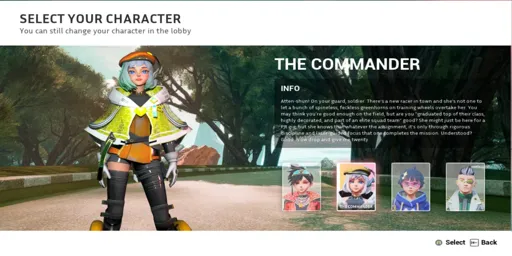 SELECT YOUR CHARACTER
You can still change your character in the lobby
THE COMMANDER
INFO
Atten-shun! On your guard, soldier. There's a new racer in town and she's not one to
let a bunch of spineless, feckless greenhorns on training wheels overtake her. You
may think you're good enough on the field, but are you "graduated top of their class,
highly decorated, and part of an elite squad team" good? She might just be here for a
gig, but she knows that whatever the assignment, it's only through rigorous
discipline and focus that one completes the mission. Understood?
drop and give me twenty
Select
Back